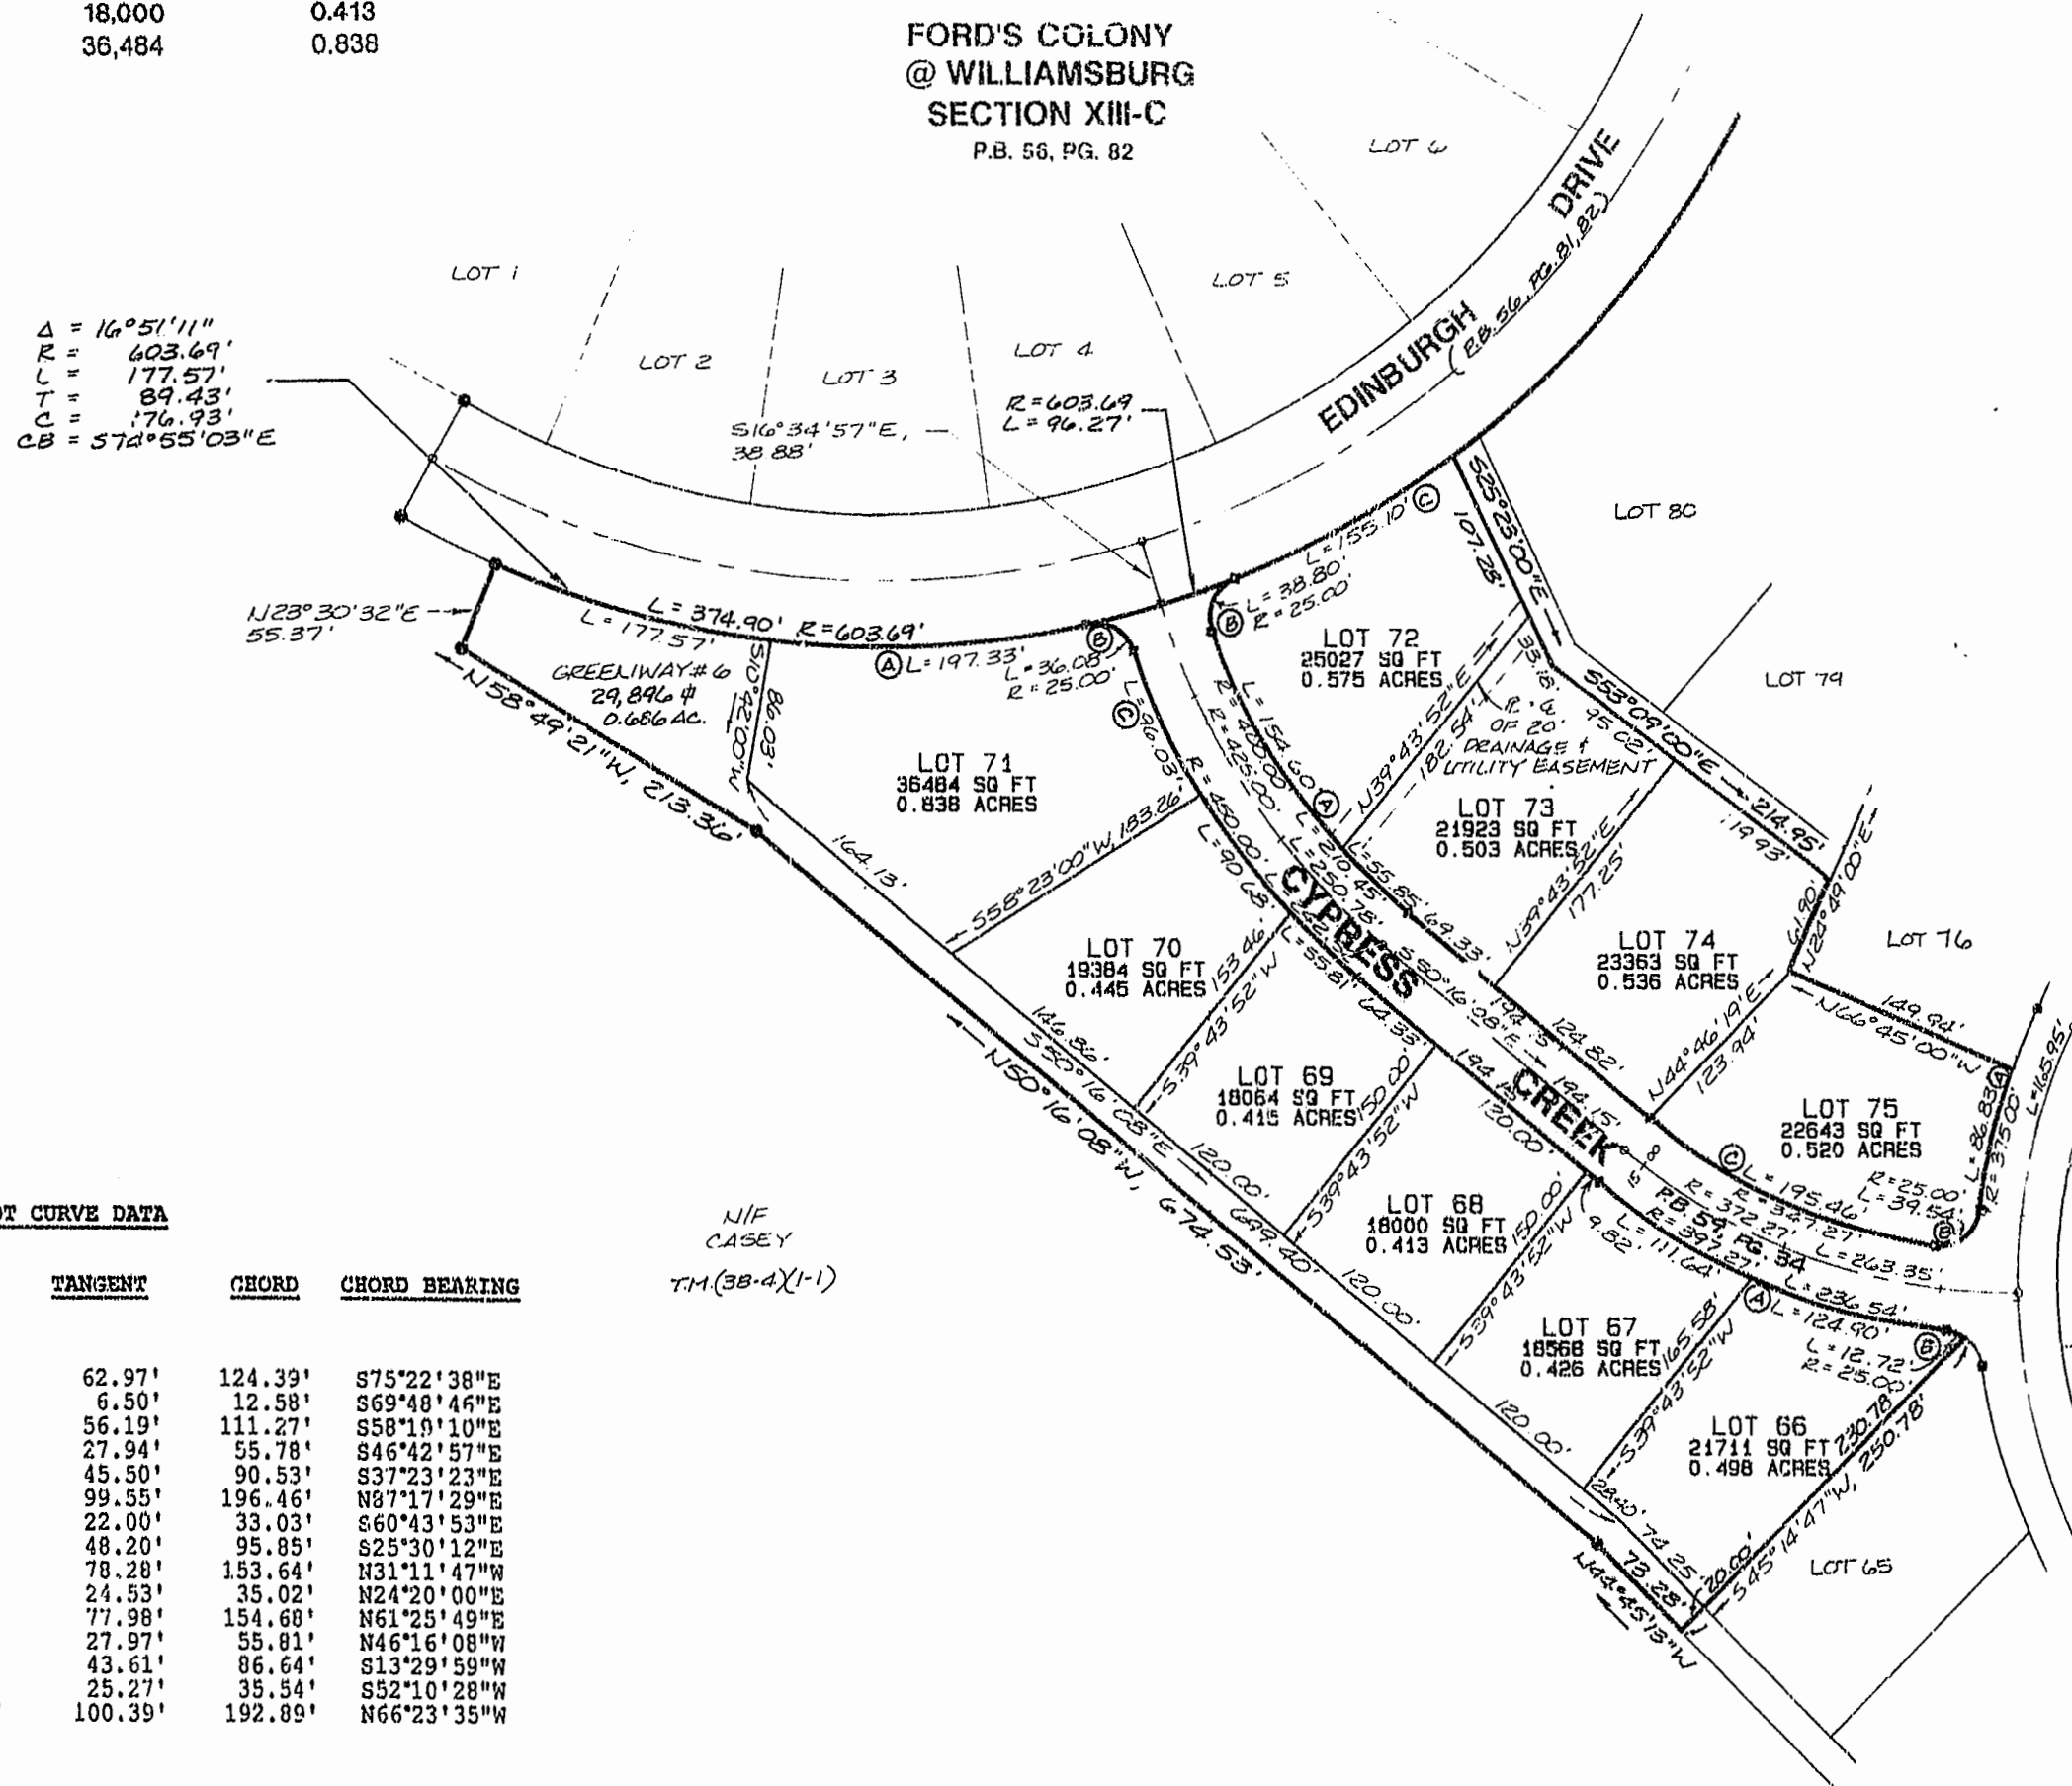 18,000 0.413
36,484 0.838
FORD'S COLONY
@ WILLIAMSBURG
SECTION XIII-C
P.B. 56, PG. 82
LOT 1
LOT 2
LOT 3
LOT 4
LOT 5
LOT 6
EDINBURGH DRIVE
(P.B. 56, PG. 81, 82)
Δ = 16°51'11"
R = 603.69'
L = 177.57'
T = 89.43'
C = 176.93'
CB = S74°55'03"E
S16°34'57"E,
38.88'
R=603.69
L=96.27'
N23°30'32"E
55.37'
L=374.90' R=603.69'
L=177.57'
GREENWAY #6
29,896 ⌀
0.686 AC.
S10°42'00"W
86.03'
N58°49'21"W, 213.36'
Ⓐ L=197.33'
Ⓑ
L=36.08'
R=25.00'
Ⓒ
L=96.03'
L=155.10' Ⓒ
L=38.80'
Ⓑ R=25.00'
S25°23'00"E
107.28'
33.18'
LOT 80
LOT 79
LOT 76
LOT 72
25027 SQ FT
0.575 ACRES
N39°43'52"E
182.54'
℄ OF 20'
DRAINAGE &
UTILITY EASEMENT
S53°09'00"E 214.95'
95.02'
119.93'
LOT 71
36484 SQ FT
0.838 ACRES
164.13'
S58°23'00"W, 183.26'
R=450.00'
L=90.68'
R=400.00'
R=425.00'
L=154.60'
Ⓐ
L=210.45'
L=250.78'
L=55.85'
69.33'
LOT 73
21923 SQ FT
0.503 ACRES
N39°43'52"E
177.25'
61.90'
N24°49'00"E
LOT 74
23363 SQ FT
0.536 ACRES
N44°46'19"E
123.94'
149.94'
N66°45'00"W
L=165.95'
LOT 70
19384 SQ FT
0.445 ACRES
153.46'
S39°43'52"W
L=55.81'
64.33'
CYPRESS CREEK
S50°16'08"E
194.15'
194.15'
124.82'
LOT 69
18064 SQ FT
0.415 ACRES
150.00'
S39°43'52"W
194.15'
120.00'
146.36'
S50°16'08"E
699.40'
120.00'
N50°16'08"W, 674.53'
LOT 75
22643 SQ FT
0.520 ACRES
L=86.83' Ⓐ
R=375.00'
R=25.00'
L=39.54'
Ⓑ
Ⓒ L=195.46'
R=347.27'
R=372.27'
L=263.35'
P.B. 54, PG. 34
R=397.27'
L=111.64'
9.82'
L=236.54'
Ⓐ L=124.90'
L=12.72'
R=25.00'
Ⓑ
LOT 68
18000 SQ FT
0.413 ACRES
150.00'
S39°43'52"W
120.00'
LOT 67
18568 SQ FT
0.426 ACRES
165.58'
S39°43'52"W
120.00'
LOT 66
21711 SQ FT
0.498 ACRES
230.78'
S45°14'47"W, 250.78'
28.40'
74.25'
20.00'
73.28'
N44°45'13"W
LOT 65
N/F
CASEY
T.M.(38-4)(1-1)
CURVE DATA
TANGENT CHORD CHORD BEARING
62.97' 124.39' S75°22'38"E
6.50' 12.58' S69°48'46"E
56.19' 111.27' S58°19'10"E
27.94' 55.78' S46°42'57"E
45.50' 90.53' S37°23'23"E
99.55' 196.46' N87°17'29"E
22.00' 33.03' S60°43'53"E
48.20' 95.85' S25°30'12"E
78.28' 153.64' N31°11'47"W
24.53' 35.02' N24°20'00"E
77.98' 154.68' N61°25'49"E
27.97' 55.81' N46°16'08"W
43.61' 86.64' S13°29'59"W
25.27' 35.54' S52°10'28"W
100.39' 192.89' N66°23'35"W